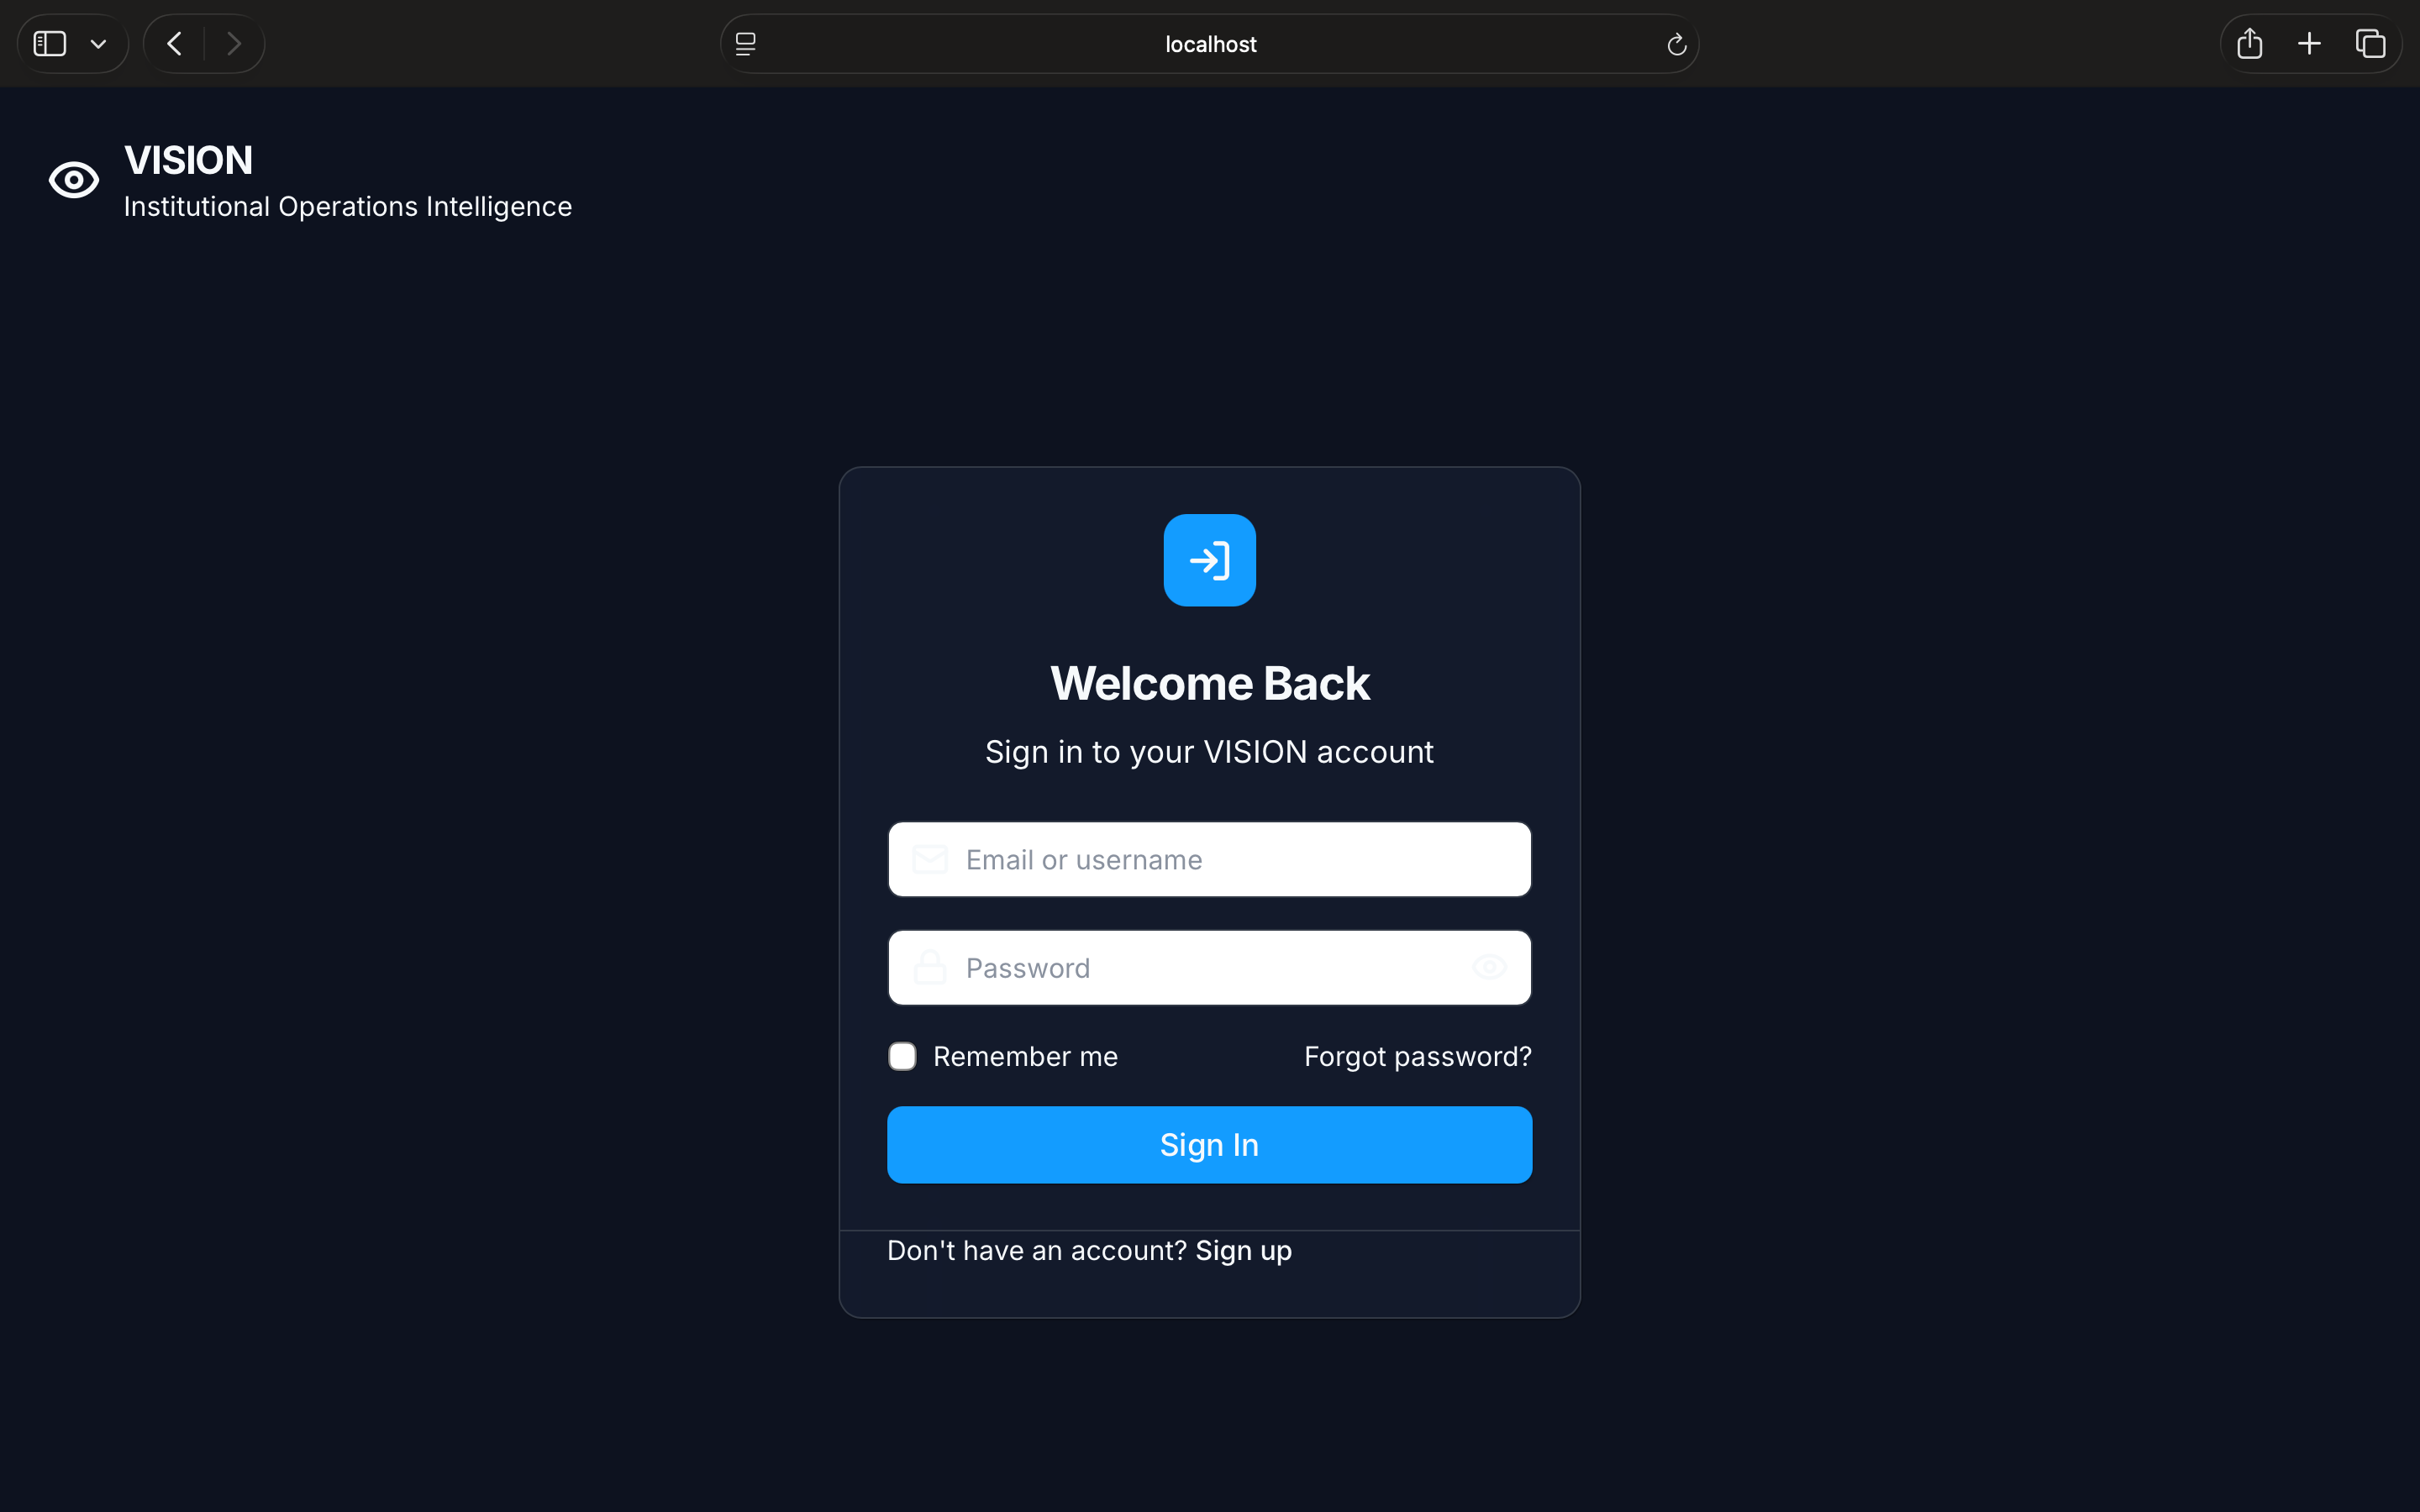 localhost
VISION
Institutional Operations Intelligence
Welcome Back
Sign in to your VISION account
Email or username
Password
Remember me
Forgot password?
Sign In
Don't have an account? Sign up